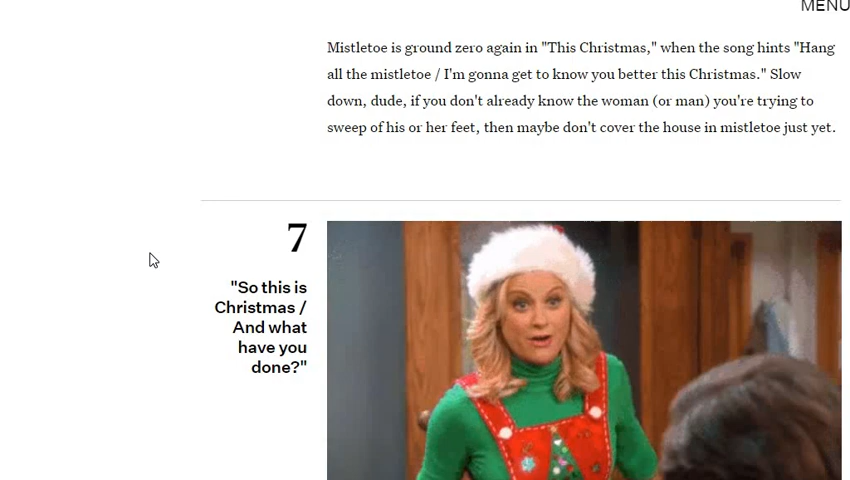 MENU
Mistletoe is ground zero again in "This Christmas," when the song hints "Hang
all the mistletoe / I'm gonna get to know you better this Christmas." Slow
down, dude, if you don't already know the woman (or man) you're trying to
sweep of his or her feet, then maybe don't cover the house in mistletoe just yet.
7
"So this is
Christmas /
And what
have you
done?"